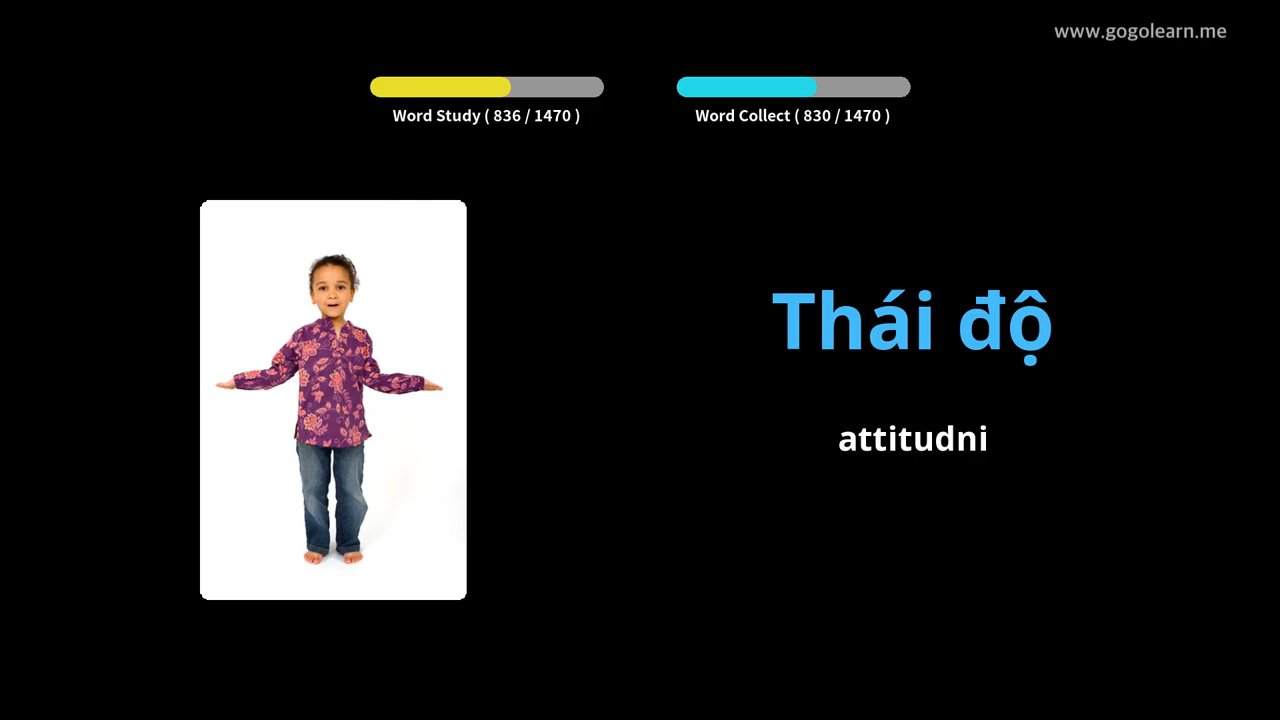 www.gogolearn.me
Word Study ( 836 / 1470 )
Word Collect ( 830 / 1470 )
Thái độ
attitudni